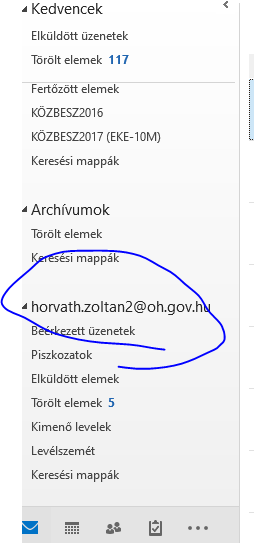 Kedvencek
Elküldött üzenetek
Törölt elemek 117
Fertőzött elemek
KÖZBESZ2016
KÖZBESZ2017 (EKE-10M)
Keresési mappák
Archívumok
Törölt elemek
Keresési mappák
horvath.zoltan2@oh.gov.hu
Beérkezett üzenetek
Piszkozatok
Elküldött elemek
Törölt elemek 5
Kimenő levelek
Levélszemét
Keresési mappák